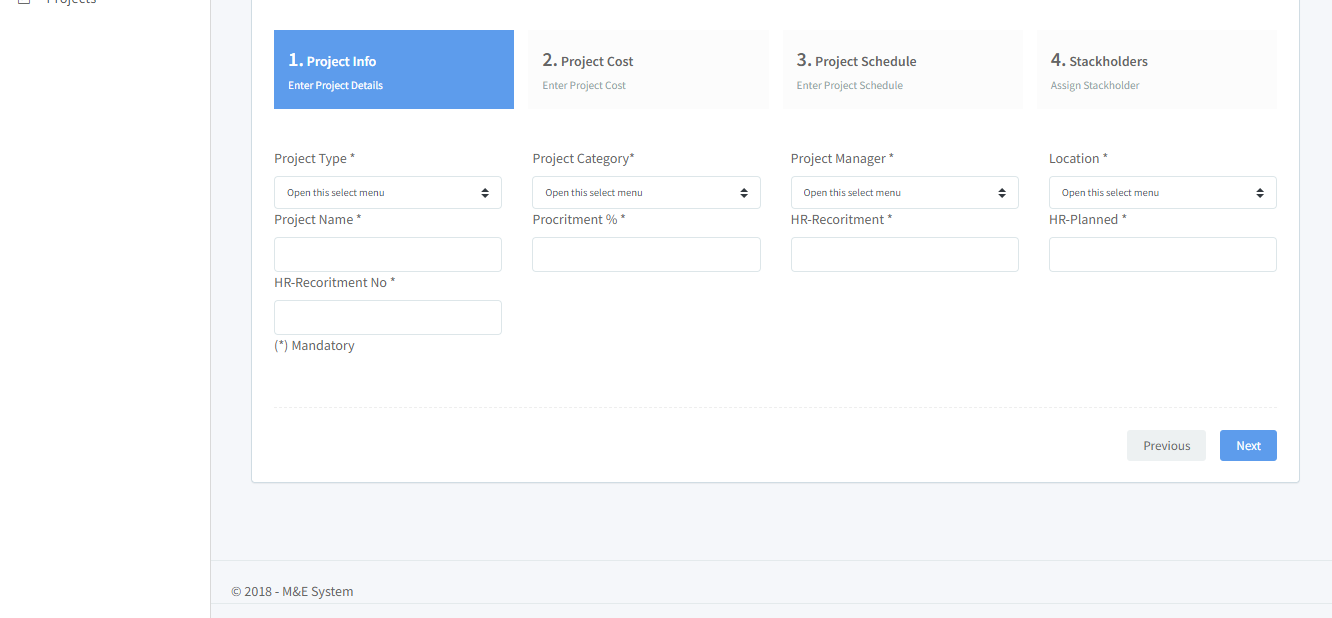 Projects
1. Project Info
Enter Project Details
2. Project Cost
Enter Project Cost
3. Project Schedule
Enter Project Schedule
4. Stackholders
Assign Stackholder
Project Type *
Project Category*
Project Manager *
Location *
Open this select menu
Open this select menu
Open this select menu
Open this select menu
Project Name *
Procritment % *
HR-Recoritment *
HR-Planned *
HR-Recoritment No *
(*) Mandatory
Previous
Next
© 2018 - M&E System